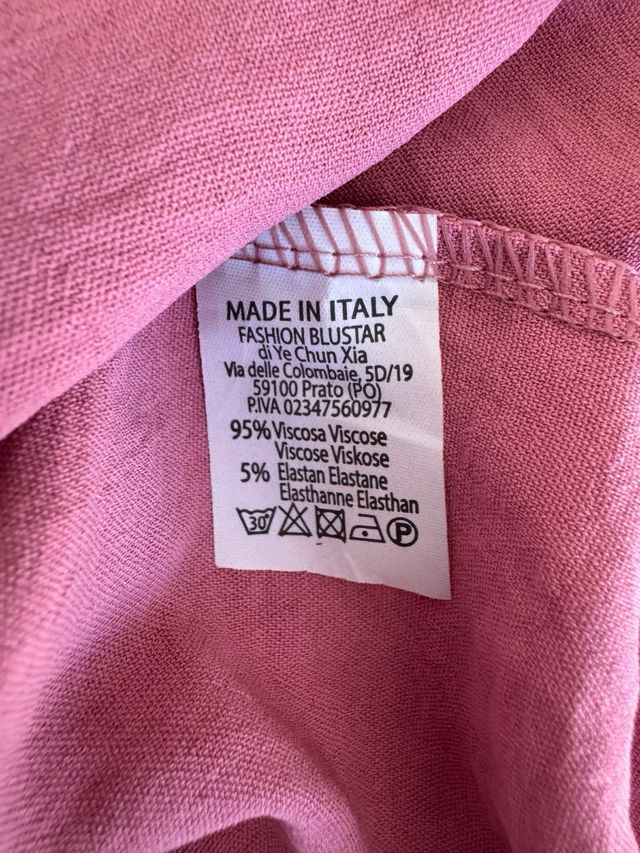 MADE IN ITALY
FASHION BLUSTAR
di Ye Chun Xia
Via delle Colombaie, 5D/19
59100 Prato (PO)
P.IVA 02347560977
95% Viscosa Viscose
Viscose Viskose
5% Elastan Elastane
Elasthanne Elasthan
30 P